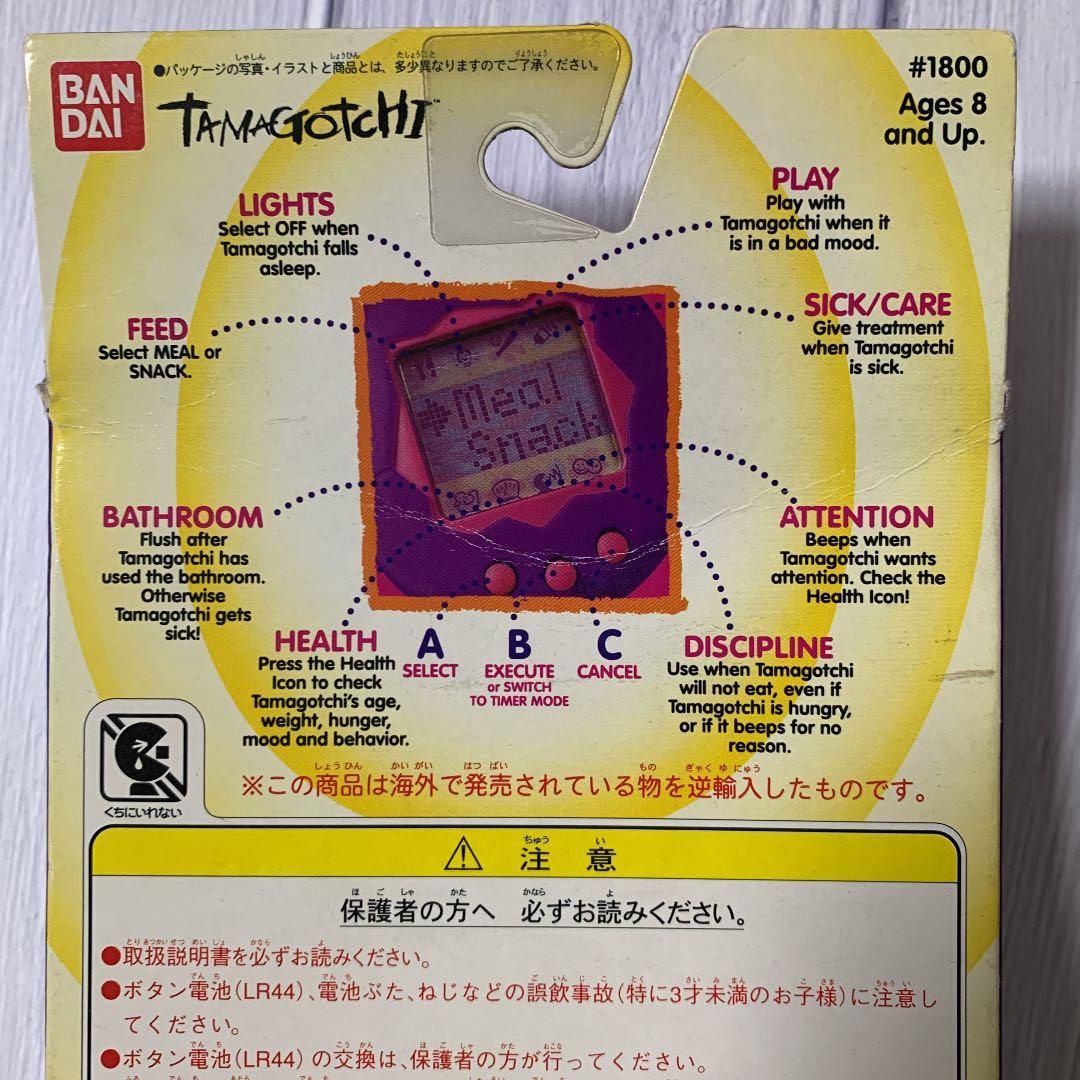 BAN
DAI
●パッケージの写真・イラストと商品とは、多少異なりますのでご了承ください。
TAMAGOTCHI™
#1800
Ages 8
and Up.
LIGHTS
Select OFF when
Tamagotchi falls
asleep.
PLAY
Play with
Tamagotchi when it
is in a bad mood.
FEED
Select MEAL or
SNACK.
SICK/CARE
Give treatment
when Tamagotchi
is sick.
Meal
Snack
BATHROOM
Flush after
Tamagotchi has
used the bathroom.
Otherwise
Tamagotchi gets
sick!
ATTENTION
Beeps when
Tamagotchi wants
attention. Check the
Health Icon!
HEALTH
Press the Health
Icon to check
Tamagotchi's age,
weight, hunger,
mood and behavior.
A
SELECT
B
EXECUTE
or SWITCH
TO TIMER MODE
C
CANCEL
DISCIPLINE
Use when Tamagotchi
will not eat, even if
Tamagotchi is hungry,
or if it beeps for no
reason.
くちにいれない
※この商品は海外で発売されている物を逆輸入したものです。
⚠ 注意
保護者の方へ 必ずお読みください。
●取扱説明書を必ずお読みください。
●ボタン電池(LR44)、電池ぶた、ねじなどの誤飲事故(特に3才未満のお子様)に注意し
てください。
●ボタン電池(LR44)の交換は、保護者の方が行ってください。